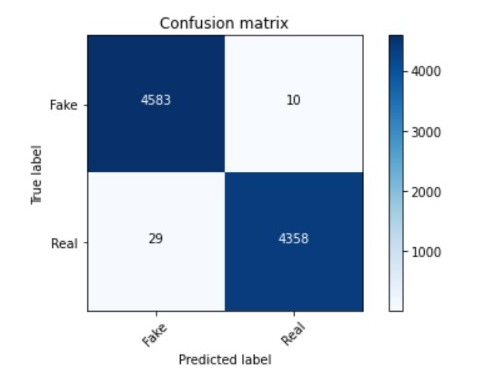 Confusion matrix
True label
Fake
4583 10
Real
29 4358
Fake Real
Predicted label
4000
3000
2000
1000